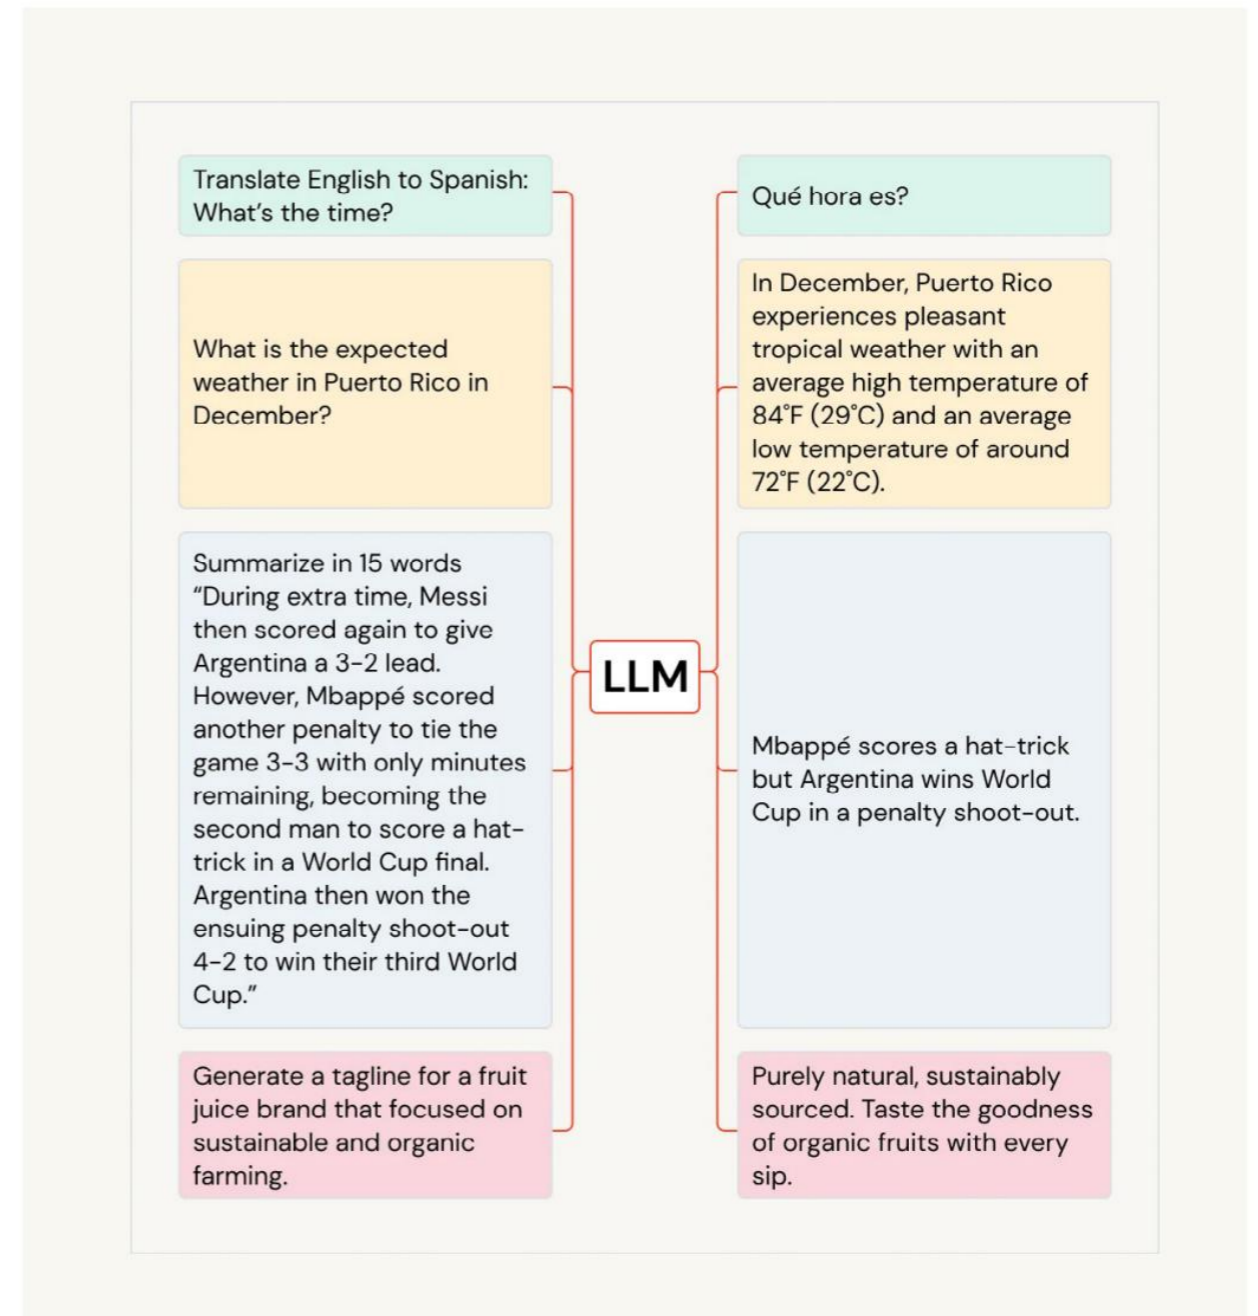 Translate English to Spanish:
What's the time?
Qué hora es?
What is the expected
weather in Puerto Rico in
December?
In December, Puerto Rico
experiences pleasant
tropical weather with an
average high temperature of
84°F (29°C) and an average
low temperature of around
72°F (22°C).
Summarize in 15 words
“During extra time, Messi
then scored again to give
Argentina a 3-2 lead.
However, Mbappé scored
another penalty to tie the
game 3-3 with only minutes
remaining, becoming the
second man to score a hat-
trick in a World Cup final.
Argentina then won the
ensuing penalty shoot-out
4-2 to win their third World
Cup.”
LLM
Mbappé scores a hat-trick
but Argentina wins World
Cup in a penalty shoot-out.
Generate a tagline for a fruit
juice brand that focused on
sustainable and organic
farming.
Purely natural, sustainably
sourced. Taste the goodness
of organic fruits with every
sip.